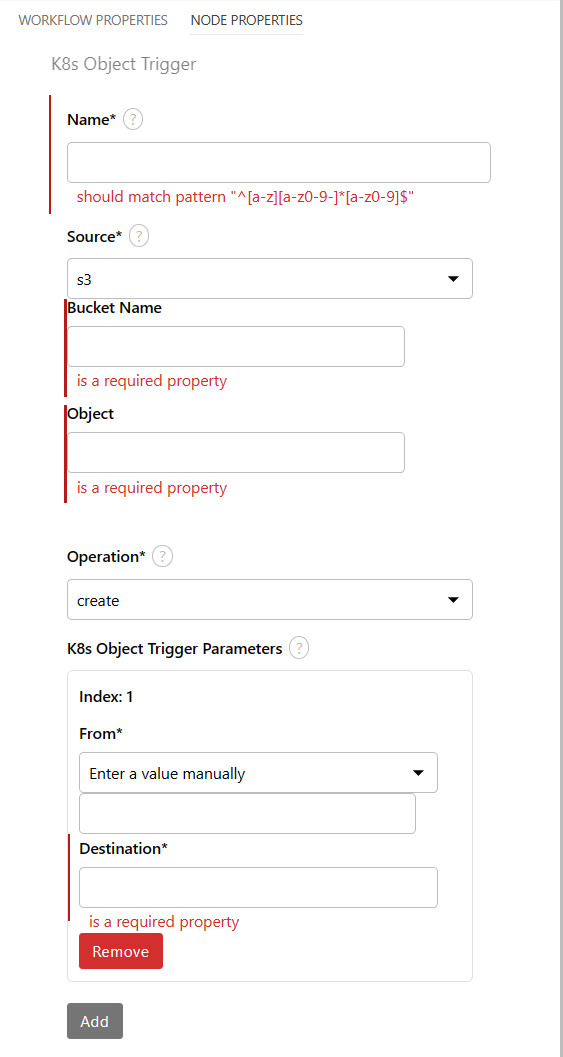 WORKFLOW PROPERTIES NODE PROPERTIES
K8s Object Trigger
Name* ?
should match pattern "^[a-z][a-z0-9-]*[a-z0-9]$"
Source* ?
s3
Bucket Name
is a required property
Object
is a required property
Operation* ?
create
K8s Object Trigger Parameters ?
Index: 1
From*
Enter a value manually
Destination*
is a required property
Remove
Add